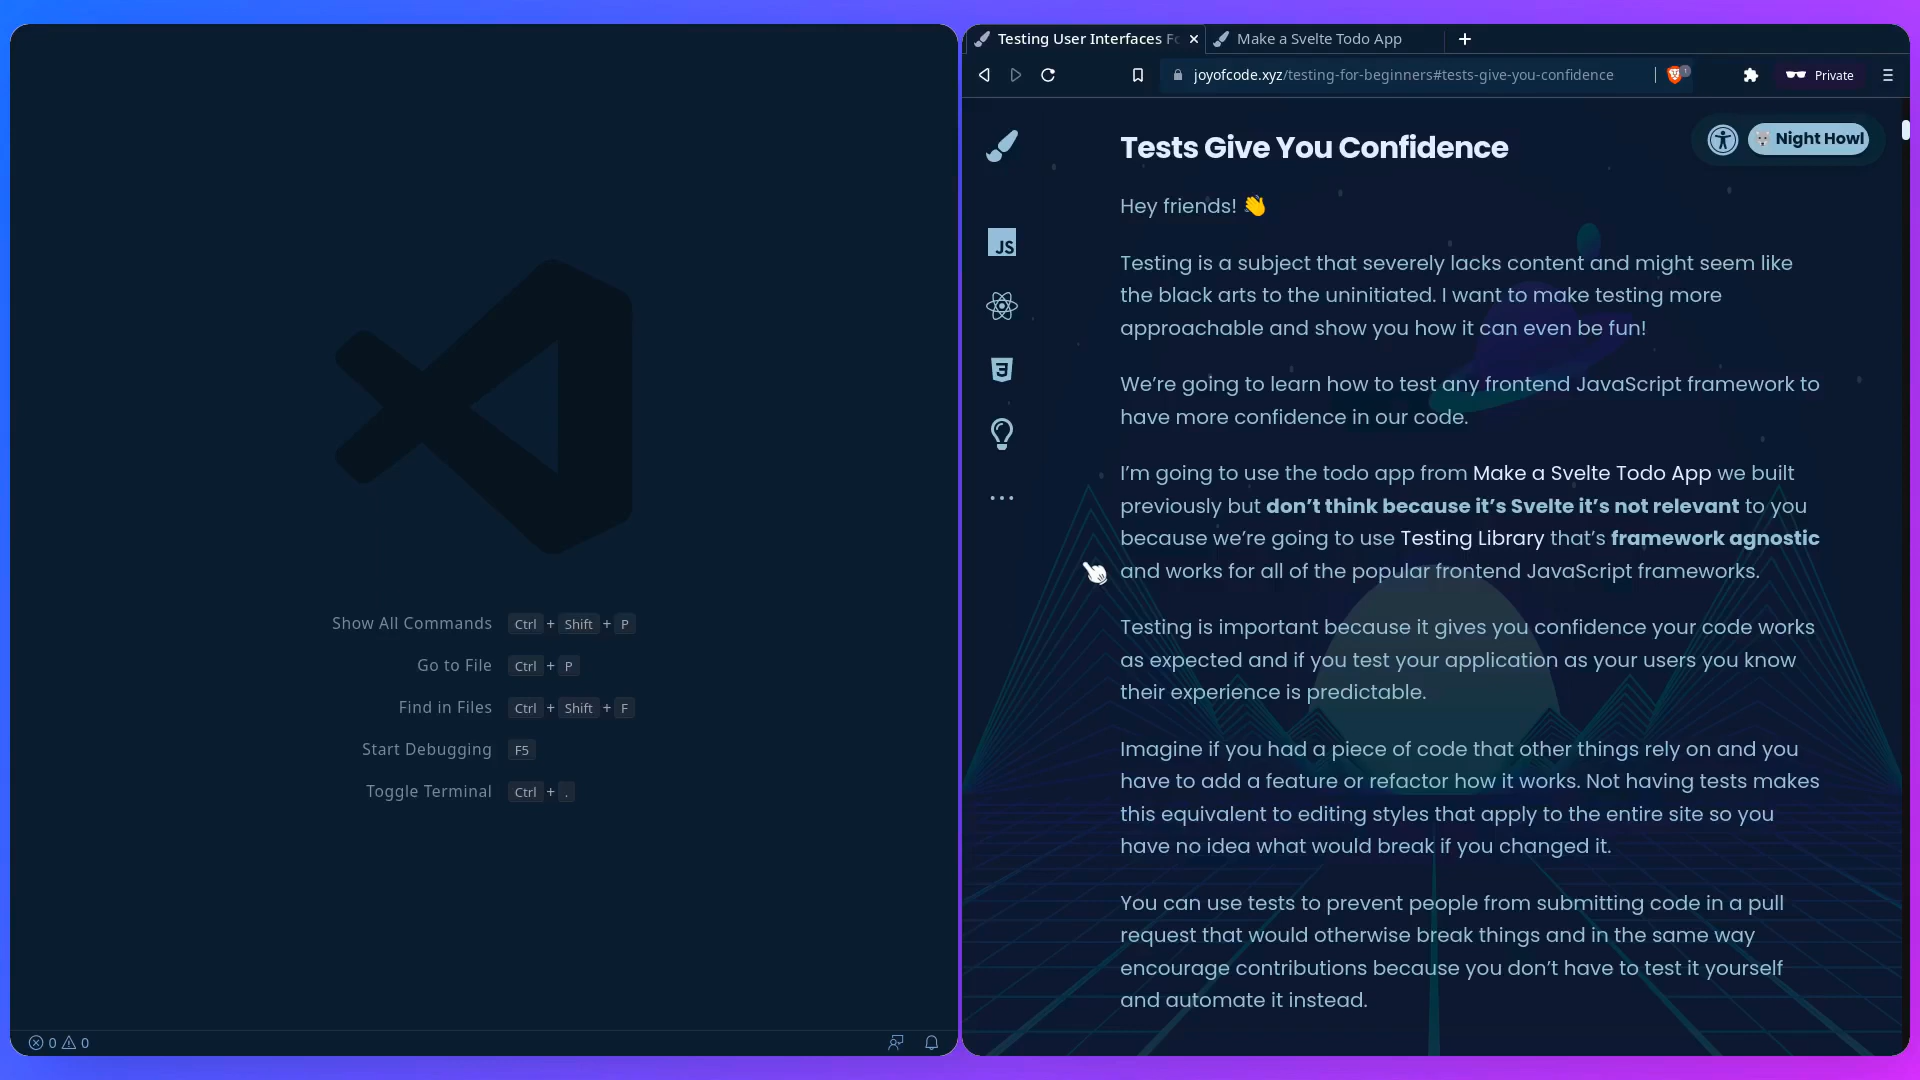 Show All Commands Ctrl + Shift + P
Go to File Ctrl + P
Find in Files Ctrl + Shift + F
Start Debugging F5
Toggle Terminal Ctrl + .
0 0
Testing User Interfaces Make a Svelte Todo App
joyofcode.xyz/testing-for-beginners#tests-give-you-confidence 1 Private
JS
3
Night Howl
Tests Give You Confidence
Hey friends! 👋
Testing is a subject that severely lacks content and might seem like
the black arts to the uninitiated. I want to make testing more
approachable and show you how it can even be fun!
We’re going to learn how to test any frontend JavaScript framework to
have more confidence in our code.
I’m going to use the todo app from Make a Svelte Todo App we built
previously but don’t think because it’s Svelte it’s not relevant to you
because we’re going to use Testing Library that’s framework agnostic
and works for all of the popular frontend JavaScript frameworks.
Testing is important because it gives you confidence your code works
as expected and if you test your application as your users you know
their experience is predictable.
Imagine if you had a piece of code that other things rely on and you
have to add a feature or refactor how it works. Not having tests makes
this equivalent to editing styles that apply to the entire site so you
have no idea what would break if you changed it.
You can use tests to prevent people from submitting code in a pull
request that would otherwise break things and in the same way
encourage contributions because you don’t have to test it yourself
and automate it instead.